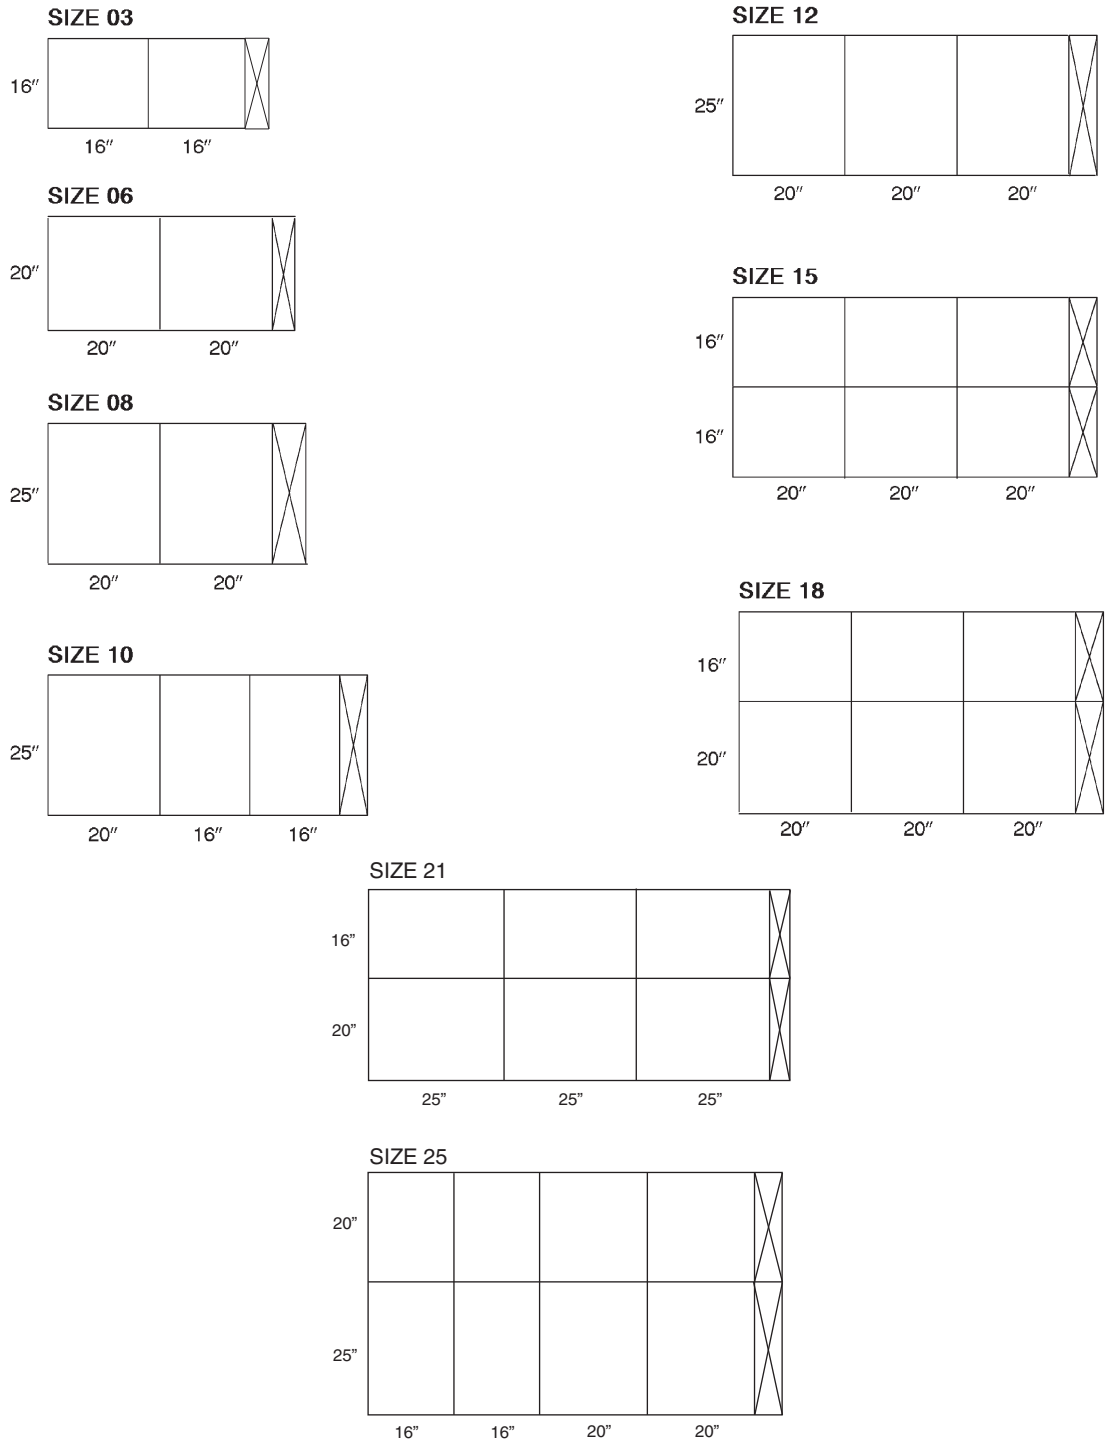 SIZE 03
16″
16″ 16″
SIZE 06
20″
20″ 20″
SIZE 08
25″
20″ 20″
SIZE 10
25″
20″ 16″ 16″
SIZE 12
25″
20″ 20″ 20″
SIZE 15
16″
16″
20″ 20″ 20″
SIZE 18
16″
20″
20″ 20″ 20″
SIZE 21
16”
20”
25” 25” 25”
SIZE 25
20”
25”
16” 16” 20” 20”